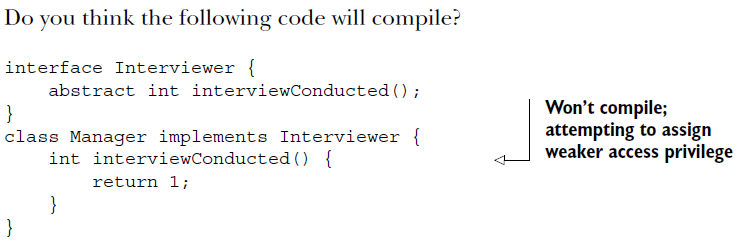 Do you think the following code will compile?
interface Interviewer {
    abstract int interviewConducted();
}
class Manager implements Interviewer {
    int interviewConducted() {
        return 1;
    }
}
Won't compile;
attempting to assign
weaker access privilege